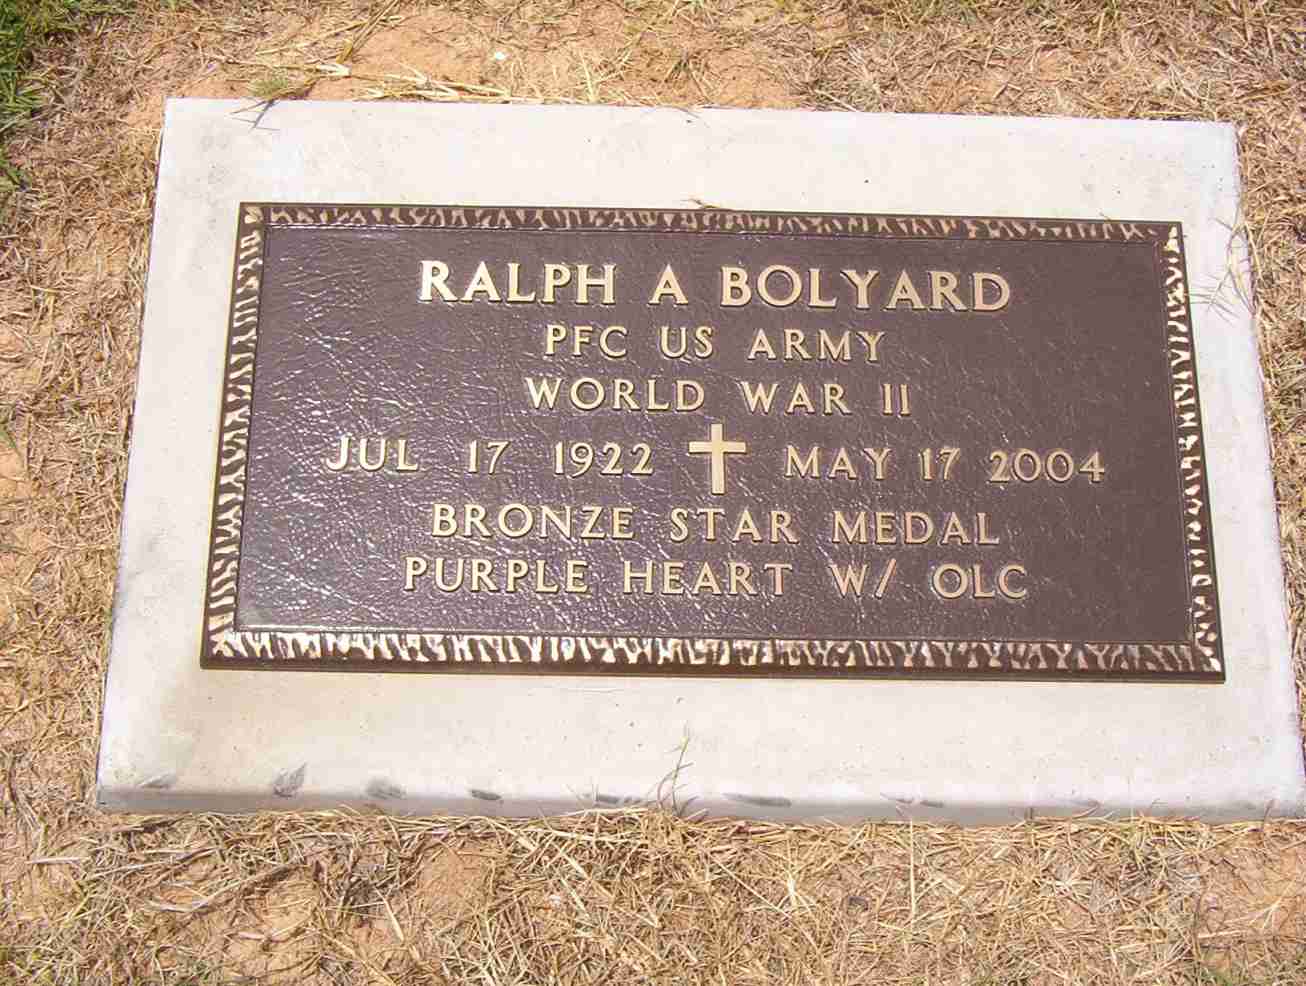 RALPH A BOLYARD
PFC US ARMY
WORLD WAR II
JUL 17 1922 MAY 17 2004
BRONZE STAR MEDAL
PURPLE HEART W/ OLC